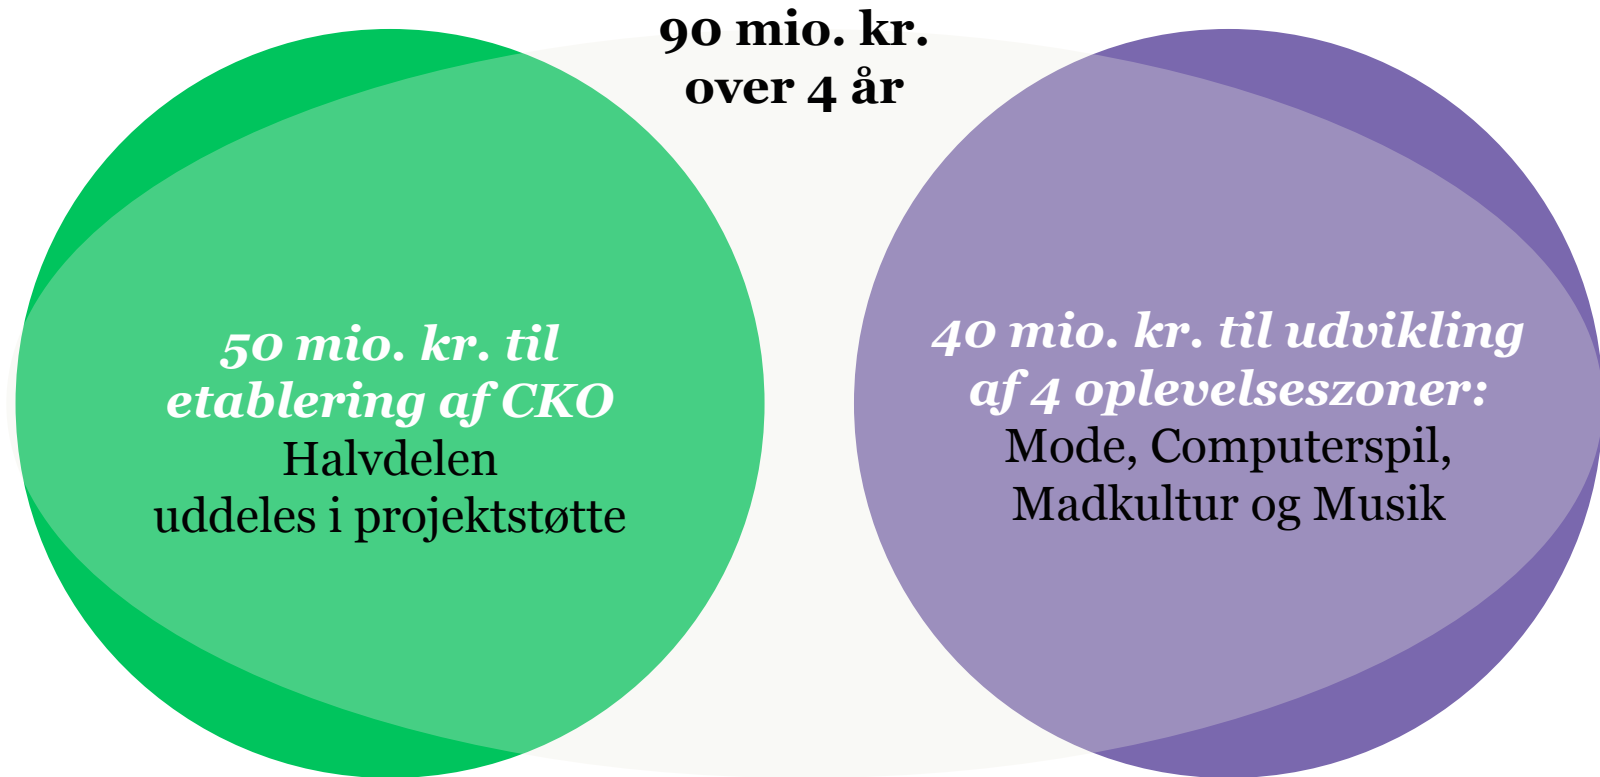 90 mio. kr.
over 4 år
50 mio. kr. til
etablering af CKO
Halvdelen
uddeles i projektstøtte
40 mio. kr. til udvikling
af 4 oplevelseszoner:
Mode, Computerspil,
Madkultur og Musik